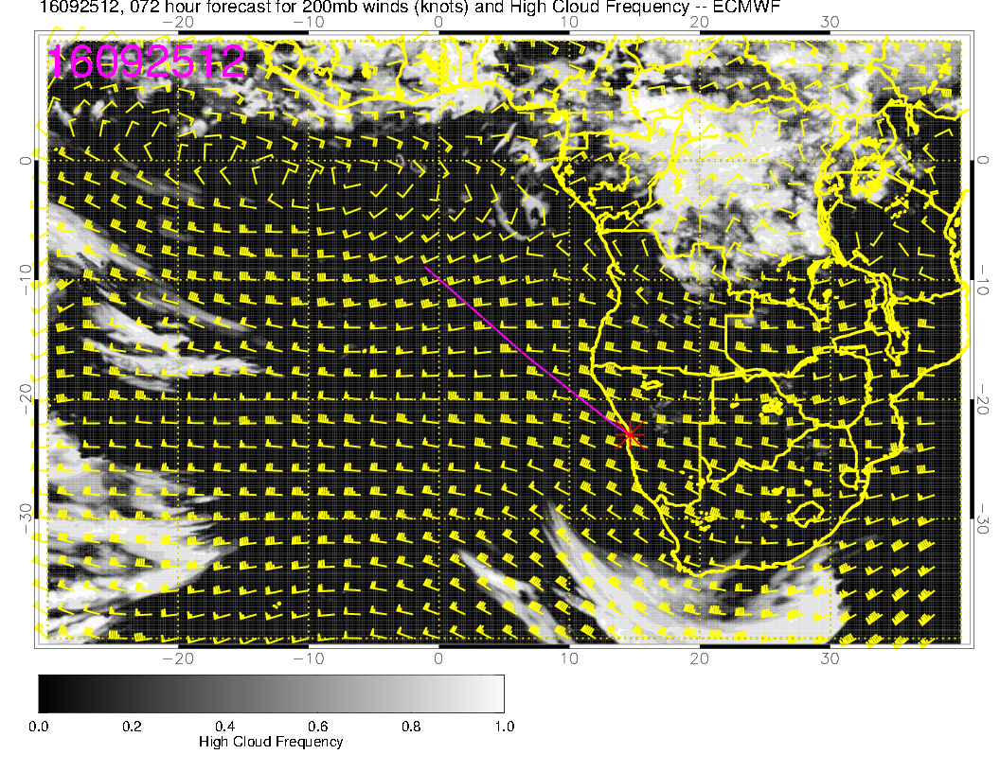 16092512, 072 hour forecast for 200mb winds (knots) and High Cloud Frequency -- ECMWF
−20 −10 0 10 20 30
16092512
0 0
−10 −10
−20 −20
−30 −30
−20 −10 0 10 20 30
0.0 0.2 0.4 0.6 0.8 1.0
High Cloud Frequency